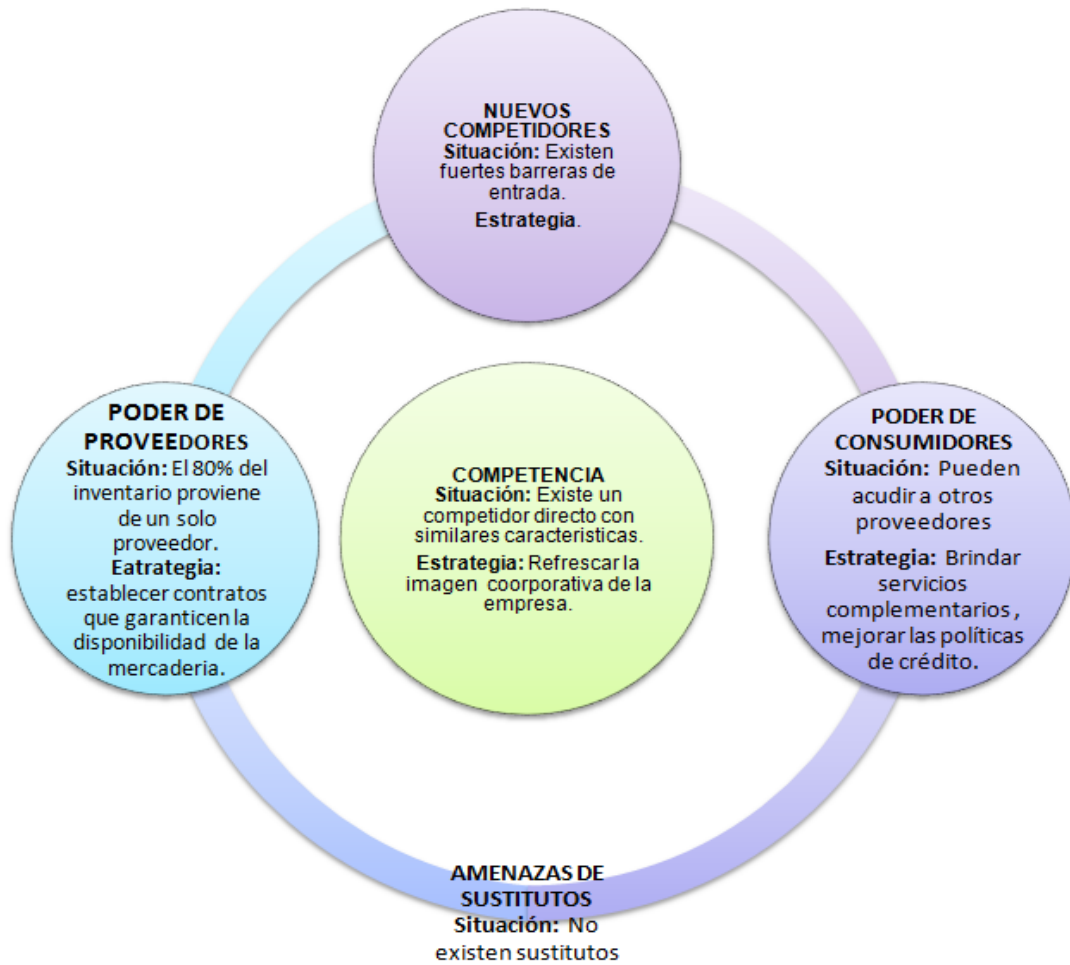 NUEVOS
COMPETIDORES
Situación: Existen
fuertes barreras de
entrada.
Estrategia.
PODER DE
PROVEEDORES
Situación: El 80% del
inventario proviene
de un solo
proveedor.
Eatrategia:
establecer contratos
que garanticen la
disponibilidad de la
mercaderia.
COMPETENCIA
Situación: Existe un
competidor directo con
similares caracteristicas.
Estrategia: Refrescar la
imagen coorporativa de la
empresa.
PODER DE
CONSUMIDORES
Situación: Pueden
acudir a otros
proveedores
Estrategia: Brindar
servicios
complementarios ,
mejorar las políticas
de crédito.
AMENAZAS DE
SUSTITUTOS
Situación: No
existen sustitutos